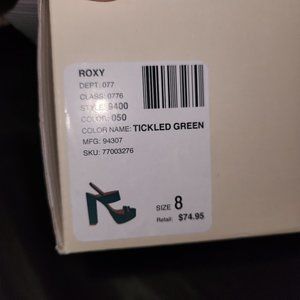 ROXY
DEPT: 077
CLASS: 0776
STYLE: 9400
COLOR: 050
COLOR NAME: TICKLED GREEN
MFG: 94307
SKU: 77003276
SIZE 8
Retail: $74.95